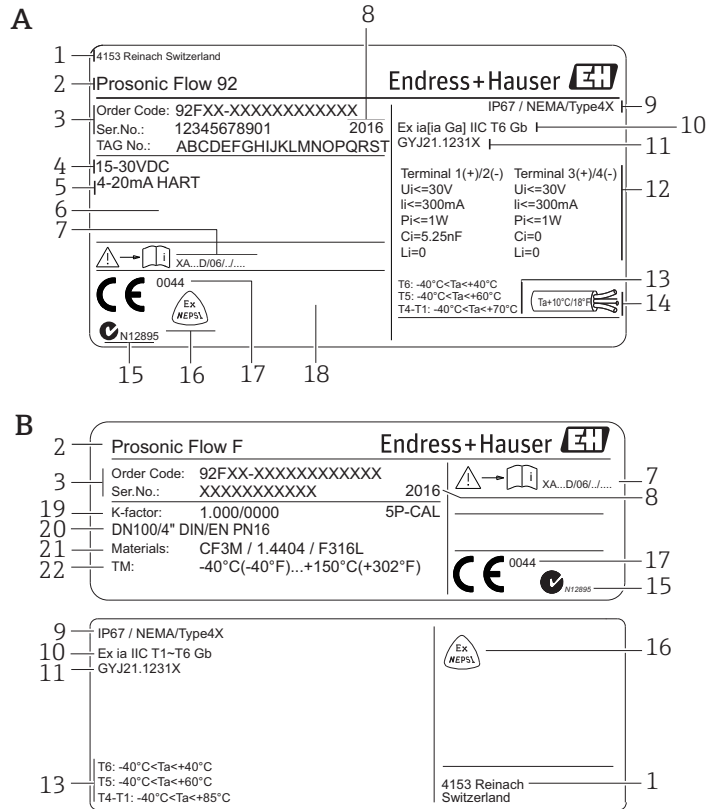 A
8
1
4153 Reinach Switzerland
2
Prosonic Flow 92
Endress+Hauser EH
IP67 / NEMA/Type4X
9
3
Order Code: 92FXX-XXXXXXXXXXXX
Ser.No.: 12345678901 2016
TAG No.: ABCDEFGHIJKLMNOPQRST
Ex ia[ia Ga] IIC T6 Gb
10
GYJ21.1231X
11
4
15-30VDC
5
4-20mA HART
Terminal 1(+)/2(-) Terminal 3(+)/4(-)
Ui<=30V Ui<=30V
Ii<=300mA Ii<=300mA
Pi<=1W Pi<=1W
Ci=5.25nF Ci=0
Li=0 Li=0
12
6
7
i
XA...D/06/../....
T6: -40°C<Ta<+40°C
T5: -40°C<Ta<+60°C
T4-T1: -40°C<Ta<+70°C
13
Ta+10°C/18°F
14
CE 0044
Ex
NEPSI
N12895
15 16 17 18
B
2
Prosonic Flow F
Endress+Hauser EH
3
Order Code: 92FXX-XXXXXXXXXXXX
Ser.No.: XXXXXXXXXXX 2016
i
XA...D/06/../....
7
8
19
K-factor: 1.000/0000 5P-CAL
20
DN100/4" DIN/EN PN16
21
Materials: CF3M / 1.4404 / F316L
22
TM: -40°C(-40°F)...+150°C(+302°F)
CE 0044
17
N12895
15
9
IP67 / NEMA/Type4X
10
Ex ia IIC T1~T6 Gb
11
GYJ21.1231X
Ex
NEPSI
16
13
T6: -40°C<Ta<+40°C
T5: -40°C<Ta<+60°C
T4-T1: -40°C<Ta<+85°C
4153 Reinach
Switzerland
1